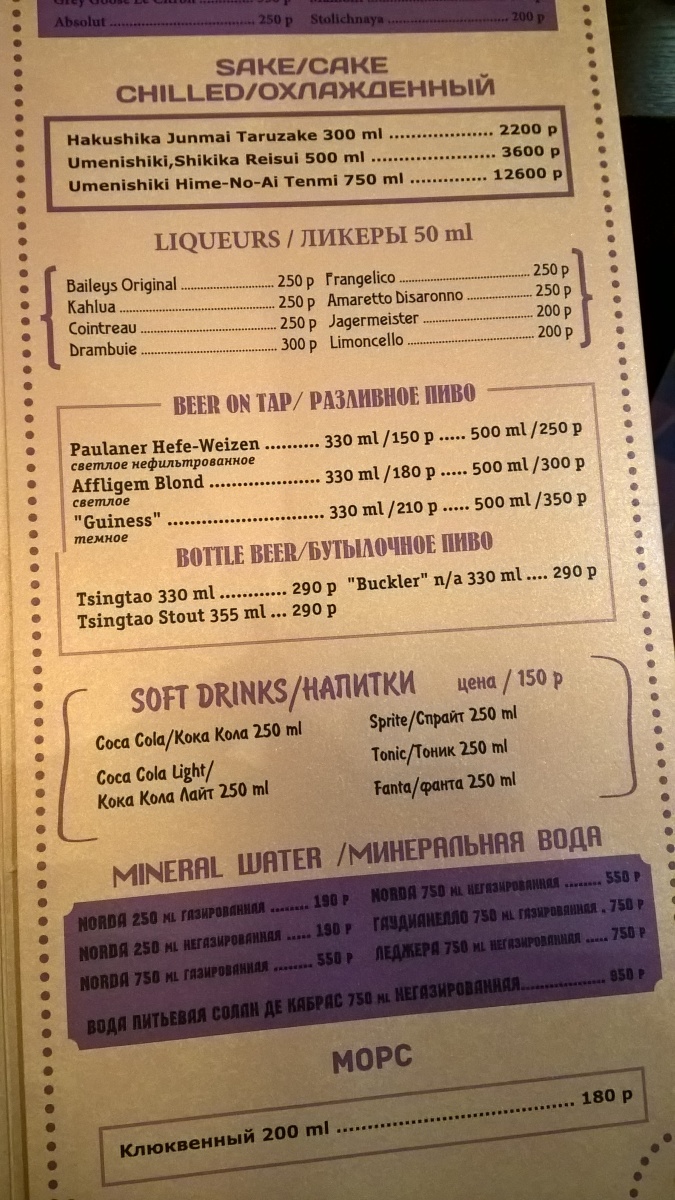 Absolut ........ 250 р Stolichnaya ........ 200 р
SAKE/САКЕ
CHILLED/ОХЛАЖДЕННЫЙ
Hakushika Junmai Taruzake 300 ml ........ 2200 р
Umenishiki,Shikika Reisui 500 ml ........ 3600 р
Umenishiki Hime-No-Ai Tenmi 750 ml ........ 12600 р
LIQUEURS / ЛИКЕРЫ 50 ml
Baileys Original ........ 250 р Frangelico ........ 250 р
Kahlua ........ 250 р Amaretto Disaronno ........ 250 р
Cointreau ........ 250 р Jagermeister ........ 200 р
Drambuie ........ 300 р Limoncello ........ 200 р
BEER ON TAP/ РАЗЛИВНОЕ ПИВО
Paulaner Hefe-Weizen .......... 330 ml /150 р ..... 500 ml /250 р
светлое нефильтрованное
Affligem Blond ........ 330 ml /180 р ..... 500 ml /300 р
светлое
"Guiness" ........ 330 ml /210 р ..... 500 ml /350 р
темное
BOTTLE BEER/БУТЫЛОЧНОЕ ПИВО
Tsingtao 330 ml ............ 290 р "Buckler" n/a 330 ml .... 290 р
Tsingtao Stout 355 ml ... 290 р
SOFT DRINKS/НАПИТКИ цена / 150 р
Coca Cola/Кока Кола 250 ml
Coca Cola Light/
Кока Кола Лайт 250 ml
Sprite/Спрайт 250 ml
Tonic/Тоник 250 ml
Fanta/фанта 250 ml
MINERAL WATER /МИНЕРАЛЬНАЯ ВОДА
NORDA 250 ML ГАЗИРОВАННАЯ ........ 190 Р
NORDA 250 ML НЕГАЗИРОВАННАЯ ..... 190 Р
NORDA 750 ML ГАЗИРОВАННАЯ ........ 550 Р
NORDA 750 ML НЕГАЗИРОВАННАЯ ........ 550 Р
ГАУДИАНЕЛЛО 750 ML ГАЗИРОВАННАЯ . 750 Р
ЛЕДЖЕРА 750 ML НЕГАЗИРОВАННАЯ ..... 750 Р
ВОДА ПИТЬЕВАЯ СОЛАН ДЕ КАБРАС 750 ML НЕГАЗИРОВАННАЯ........ 850 Р
МОРС
Клюквенный 200 ml ........ 180 р